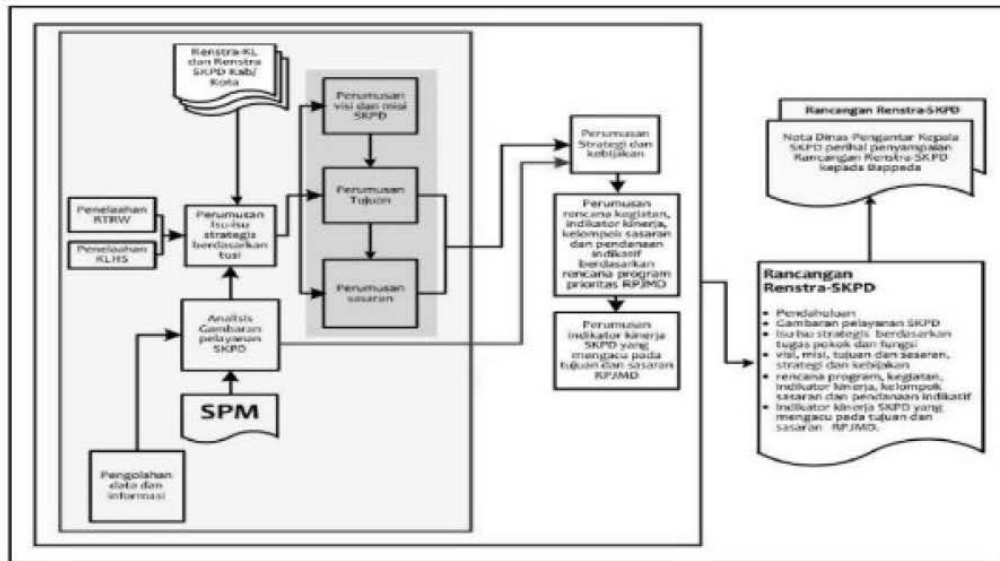 Renstra-KL
dan Renstra
SKPD Kab/
Kota
Perumusan
visi dan misi
SKPD
Perumusan
Tujuan
Perumusan
sasaran
Penelaahan
RTRW
Penelaahan
KLHS
Perumusan
Isu-isu
strategis
berdasarkan
tusi
Analisis
Gambaran
pelayanan
SKPD
SPM
Pengolahan
data dan
informasi
Perumusan
Strategi dan
kebijakan
Perumusan
rencana kegiatan,
indikator kinerja,
kelompok sasaran
dan pendanaan
indikatif
berdasarkan
rencana program
prioritas RPJMD
Perumusan
indikator kinerja
SKPD yang
mengacu pada
tujuan dan sasaran
RPJMD
Rancangan Renstra-SKPD
Nota Dinas Pengantar Kepala
SKPD perihal penyampaian
Rancangan Renstra-SKPD
kepada Bappeda
Rancangan
Renstra-SKPD
• Pendahuluan
• Gambaran pelayanan SKPD
• Isu-isu strategis berdasarkan
tugas pokok dan fungsi
• visi, misi, tujuan dan sasaran,
strategi dan kebijakan
• rencana program, kegiatan,
indikator kinerja, kelompok
sasaran dan pendanaan indikatif
• Indikator kinerja SKPD yang
mengacu pada tujuan dan
sasaran RPJMD.